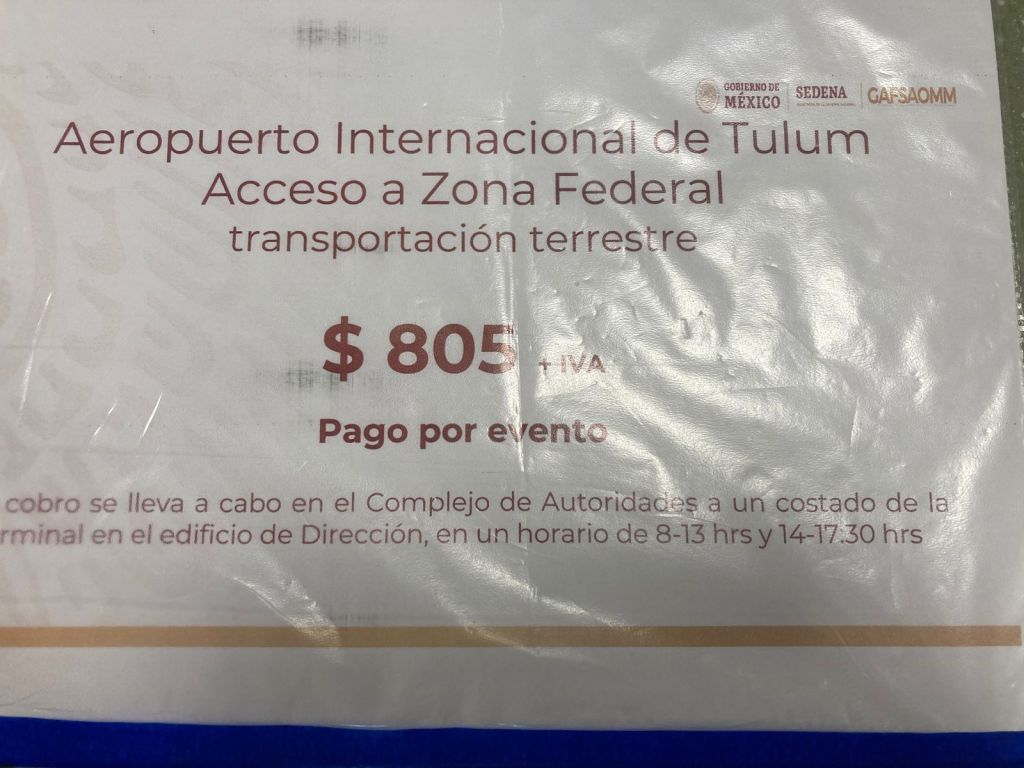 GOBIERNO DE
MÉXICO
SEDENA
GAFSAOMM
Aeropuerto Internacional de Tulum
Acceso a Zona Federal
transportación terrestre
$ 805 + IVA
Pago por evento
cobro se lleva a cabo en el Complejo de Autoridades a un costado de la
rminal en el edificio de Dirección, en un horario de 8-13 hrs y 14-17.30 hrs